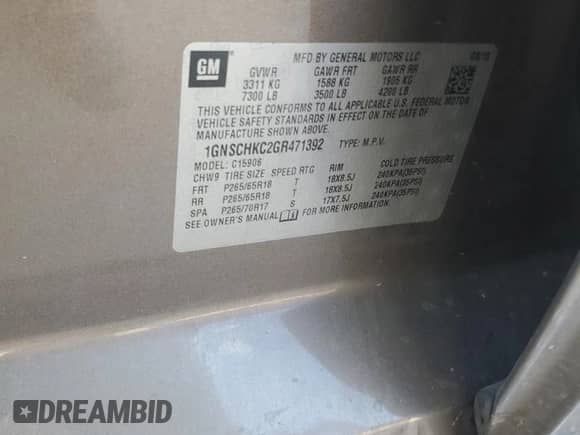 GM
MFD BY GENERAL MOTORS LLC
GVWR GAWR FRT GAWR RR
3311 KG 1588 KG 1905 KG
7300 LB 3500 LB 4200 LB
THIS VEHICLE CONFORMS TO ALL APPLICABLE U.S. FEDERAL MOTOR
VEHICLE SAFETY STANDARDS IN EFFECT ON THE DATE OF
MANUFACTURE SHOWN ABOVE.
1GNSCHKC2GR471392 TYPE: M.P.V.
MODEL: C15906
CHW9 TIRE SIZE SPEED RTG RIM COLD TIRE PRESSURE
FRT P265/65R18 T 18X8.5J 240KPA(35PSI)
RR P265/65R18 T 18X8.5J 240KPA(35PSI)
SPA P265/70R17 S 17X7.5J 240KPA(35PSI)
SEE OWNER'S MANUAL FOR MORE INFORMATION.
DREAMBID